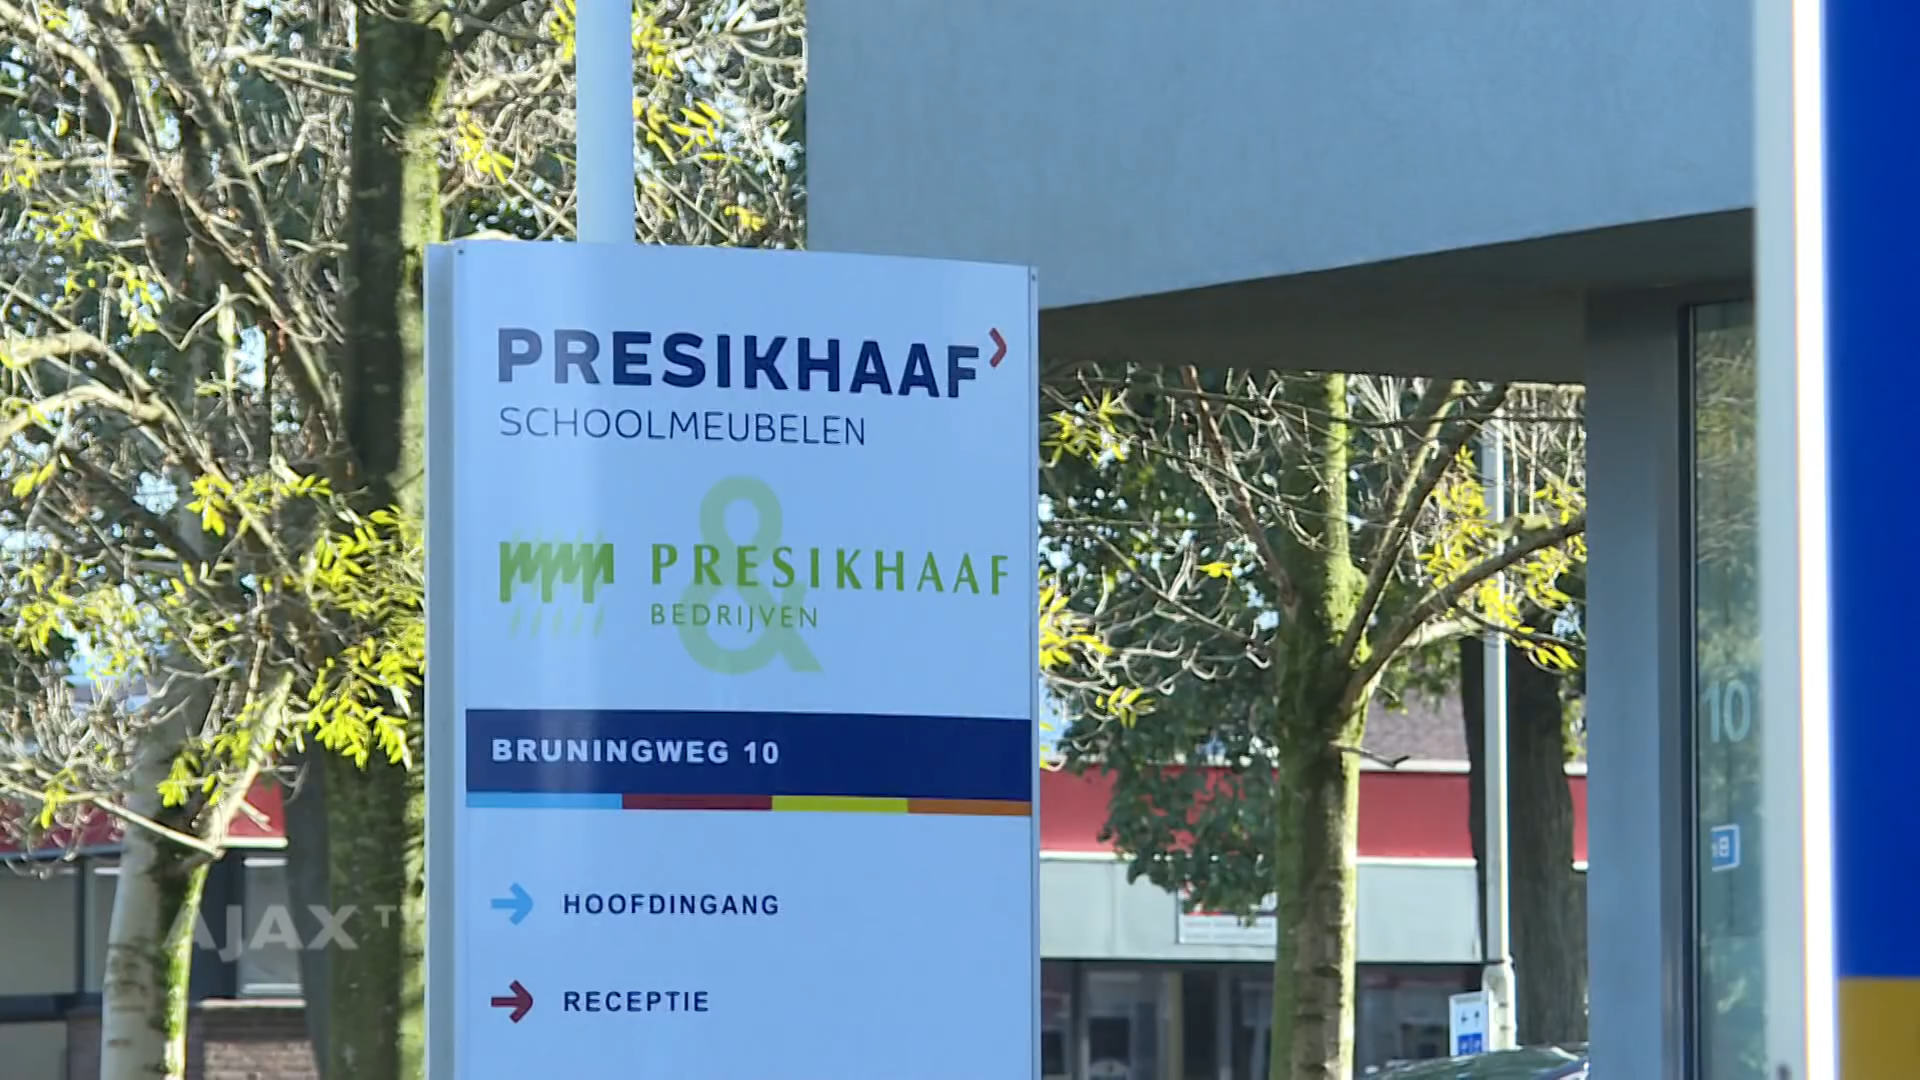 PRESIKHAAF
SCHOOLMEUBELEN
&
PRESIKHAAF
BEDRIJVEN
BRUNINGWEG 10
HOOFDINGANG
RECEPTIE
10
AJAX TV